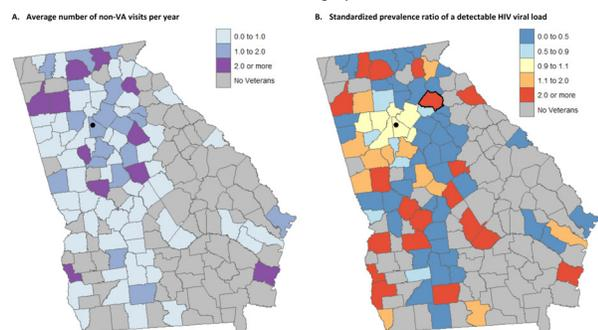 A. Average number of non-VA visits per year
0.0 to 1.0
1.0 to 2.0
2.0 or more
No Veterans
B. Standardized prevalence ratio of a detectable HIV viral load
0.0 to 0.5
0.5 to 0.9
0.9 to 1.1
1.1 to 2.0
2.0 or more
No Veterans